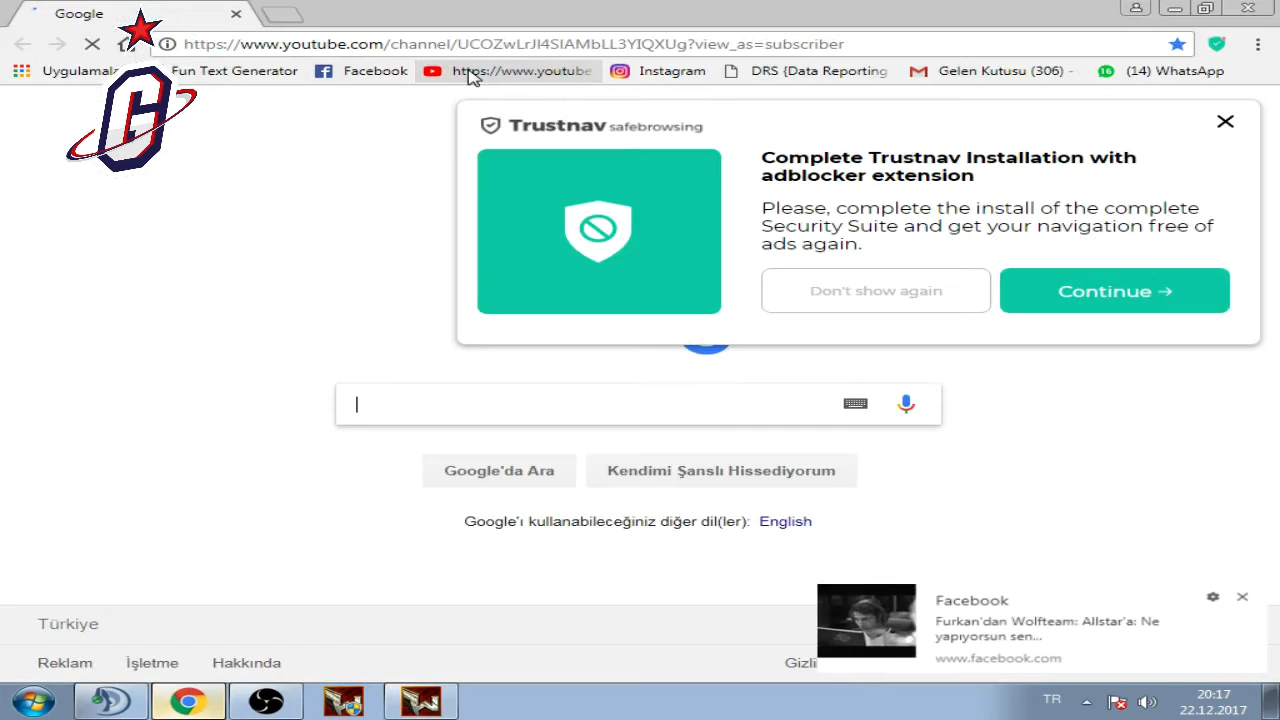 Google
https://www.youtube.com/channel/UCOZwLrJI4SIAMbLL3YIQXUg?view_as=subscriber
Uygulamal Fun Text Generator Facebook https://www.youtube Instagram DRS {Data Reporting Gelen Kutusu (306) - (14) WhatsApp
Trustnav safebrowsing
Complete Trustnav Installation with
adblocker extension
Please, complete the install of the complete
Security Suite and get your navigation free of
ads again.
Don't show again
Continue →
Google'da Ara
Kendimi Şanslı Hissediyorum
Google'ı kullanabileceğiniz diğer dil(ler): English
Facebook
Furkan'dan Wolfteam: Allstar'a: Ne
yapıyorsun sen...
www.facebook.com
Türkiye
Reklam İşletme Hakkında Gizli
TR
20:17
22.12.2017